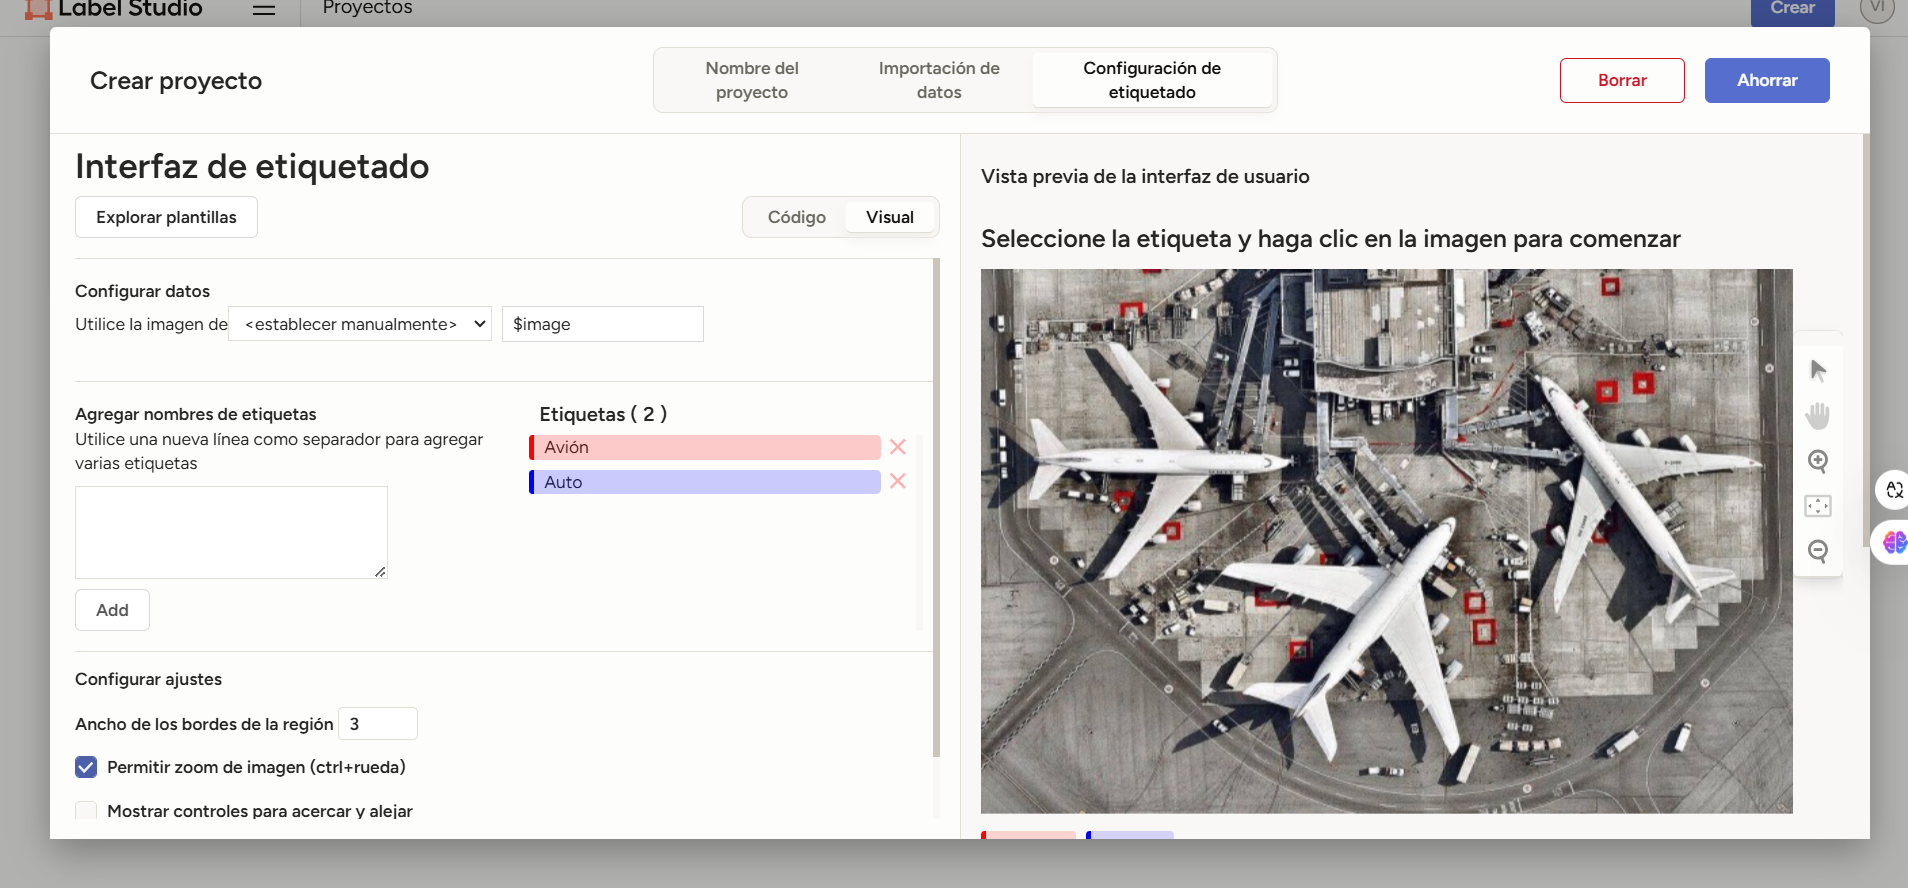 Label Studio
Proyectos
Crear
VI
Crear proyecto
Nombre del
proyecto
Importación de
datos
Configuración de
etiquetado
Borrar
Ahorrar
Interfaz de etiquetado
Explorar plantillas
Código
Visual
Configurar datos
Utilice la imagen de
<establecer manualmente>
$image
Agregar nombres de etiquetas
Utilice una nueva línea como separador para agregar
varias etiquetas
Add
Etiquetas ( 2 )
Avión
Auto
Configurar ajustes
Ancho de los bordes de la región
3
Permitir zoom de imagen (ctrl+rueda)
Mostrar controles para acercar y alejar
Vista previa de la interfaz de usuario
Seleccione la etiqueta y haga clic en la imagen para comenzar